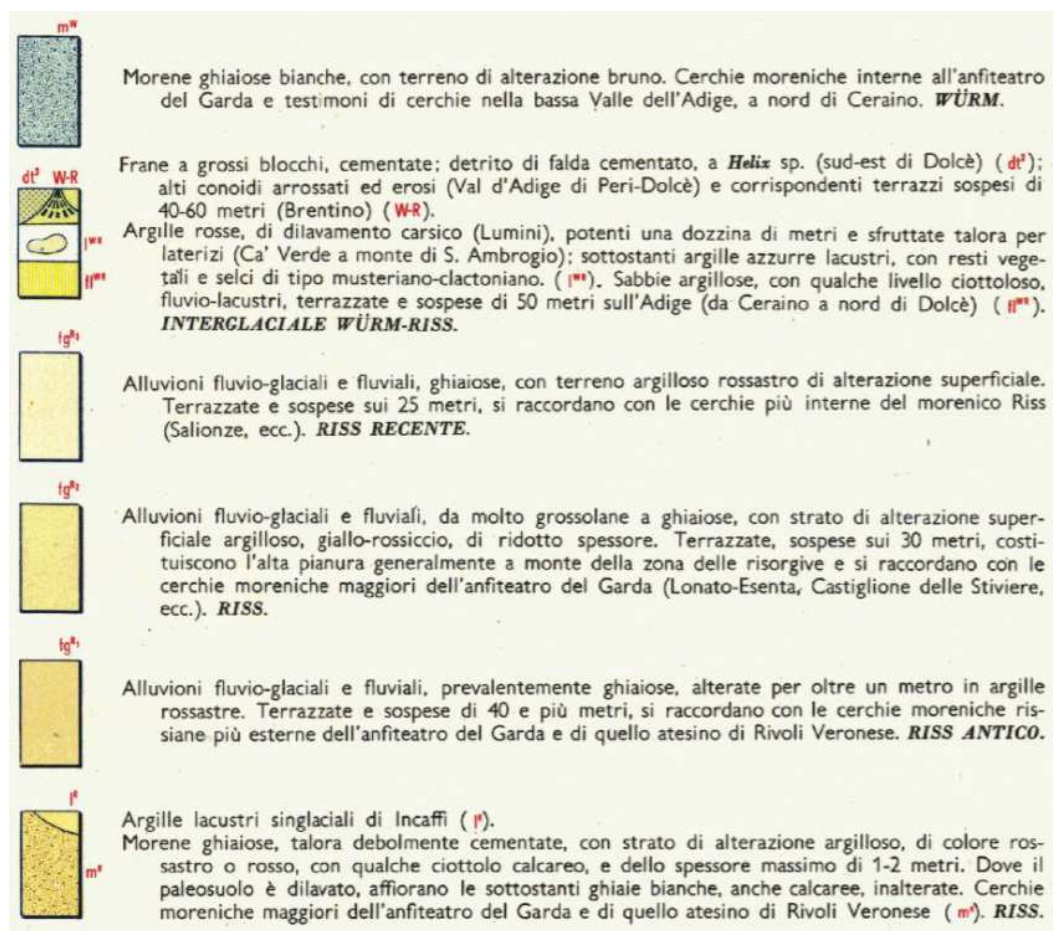 m^W
Morene ghiaiose bianche, con terreno di alterazione bruno. Cerchie moreniche interne all'anfiteatro
del Garda e testimoni di cerchie nella bassa Valle dell'Adige, a nord di Ceraino. WÜRM.
dt² W-R
Frane a grossi blocchi, cementate; detrito di falda cementato, a Helix sp. (sud-est di Dolcè) (dt²);
alti conoidi arrossati ed erosi (Val d'Adige di Peri-Dolcè) e corrispondenti terrazzi sospesi di
40-60 metri (Brentino) (W-R).
l^WR
Argille rosse, di dilavamento carsico (Lumini), potenti una dozzina di metri e sfruttate talora per
laterizi (Ca' Verde a monte di S. Ambrogio); sottostanti argille azzurre lacustri, con resti vege-
fl^WR
tali e selci di tipo musteriano-clactoniano. (l^WR). Sabbie argillose, con qualche livello ciottoloso,
fluvio-lacustri, terrazzate e sospese di 50 metri sull'Adige (da Ceraino a nord di Dolcè) (fl^WR).
INTERGLACIALE WÜRM-RISS.
fg^R3
Alluvioni fluvio-glaciali e fluviali, ghiaiose, con terreno argilloso rossastro di alterazione superficiale.
Terrazzate e sospese sui 25 metri, si raccordano con le cerchie più interne del morenico Riss
(Salionze, ecc.). RISS RECENTE.
fg^R2
Alluvioni fluvio-glaciali e fluviali, da molto grossolane a ghiaiose, con strato di alterazione super-
ficiale argilloso, giallo-rossiccio, di ridotto spessore. Terrazzate, sospese sui 30 metri, costi-
tuiscono l'alta pianura generalmente a monte della zona delle risorgive e si raccordano con le
cerchie moreniche maggiori dell'anfiteatro del Garda (Lonato-Esenta, Castiglione delle Stiviere,
ecc.). RISS.
fg^R1
Alluvioni fluvio-glaciali e fluviali, prevalentemente ghiaiose, alterate per oltre un metro in argille
rossastre. Terrazzate e sospese di 40 e più metri, si raccordano con le cerchie moreniche ris-
siane più esterne dell'anfiteatro del Garda e di quello atesino di Rivoli Veronese. RISS ANTICO.
l^R
Argille lacustri singlaciali di Incaffi (l^R).
Morene ghiaiose, talora debolmente cementate, con strato di alterazione argilloso, di colore ros-
m^R
sastro o rosso, con qualche ciottolo calcareo, e dello spessore massimo di 1-2 metri. Dove il
paleosuolo è dilavato, affiorano le sottostanti ghiaie bianche, anche calcaree, inalterate. Cerchie
moreniche maggiori dell'anfiteatro del Garda e di quello atesino di Rivoli Veronese (m^R). RISS.